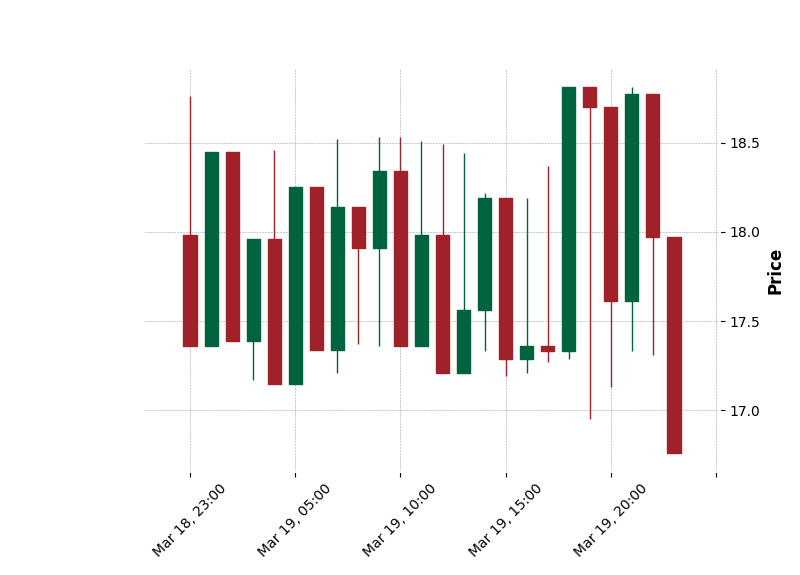 18.5
18.0
17.5
17.0
Price
Mar 18, 23:00
Mar 19, 05:00
Mar 19, 10:00
Mar 19, 15:00
Mar 19, 20:00